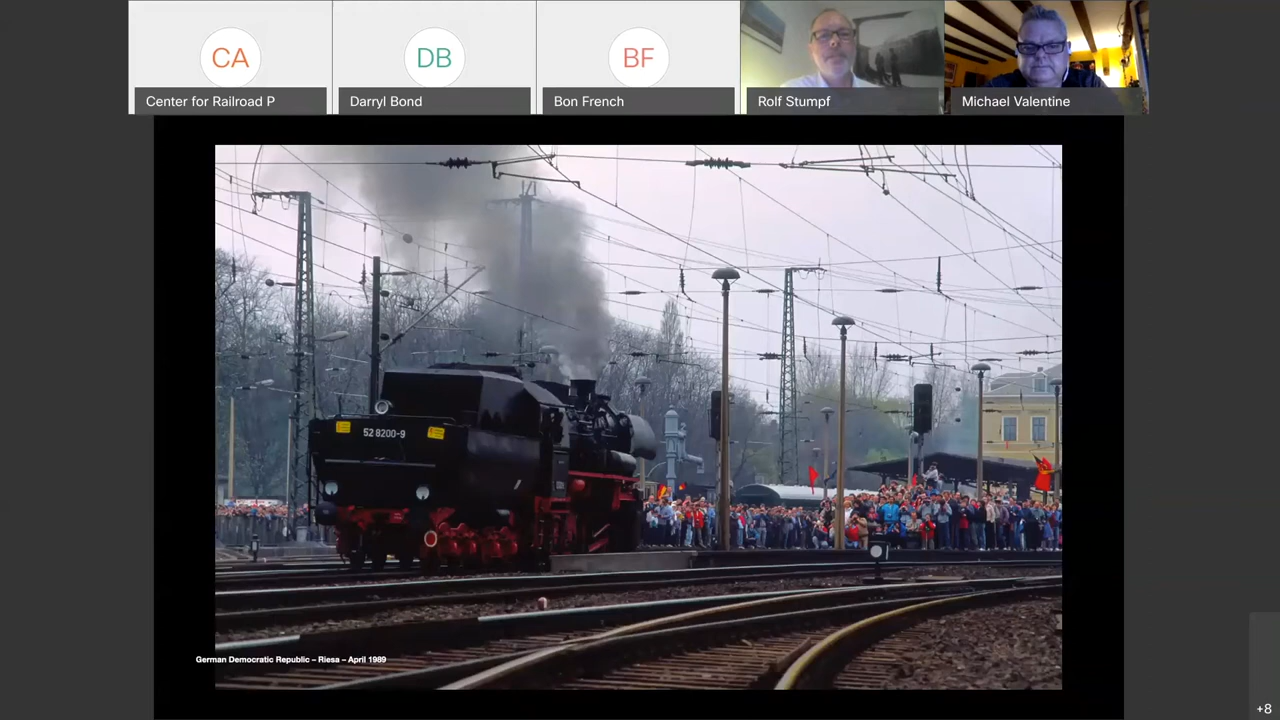 CA
DB
BF
Center for Railroad P
Darryl Bond
Bon French
Rolf Stumpf
Michael Valentine
52 8200-9
German Democratic Republic – Riesa – April 1989
+8